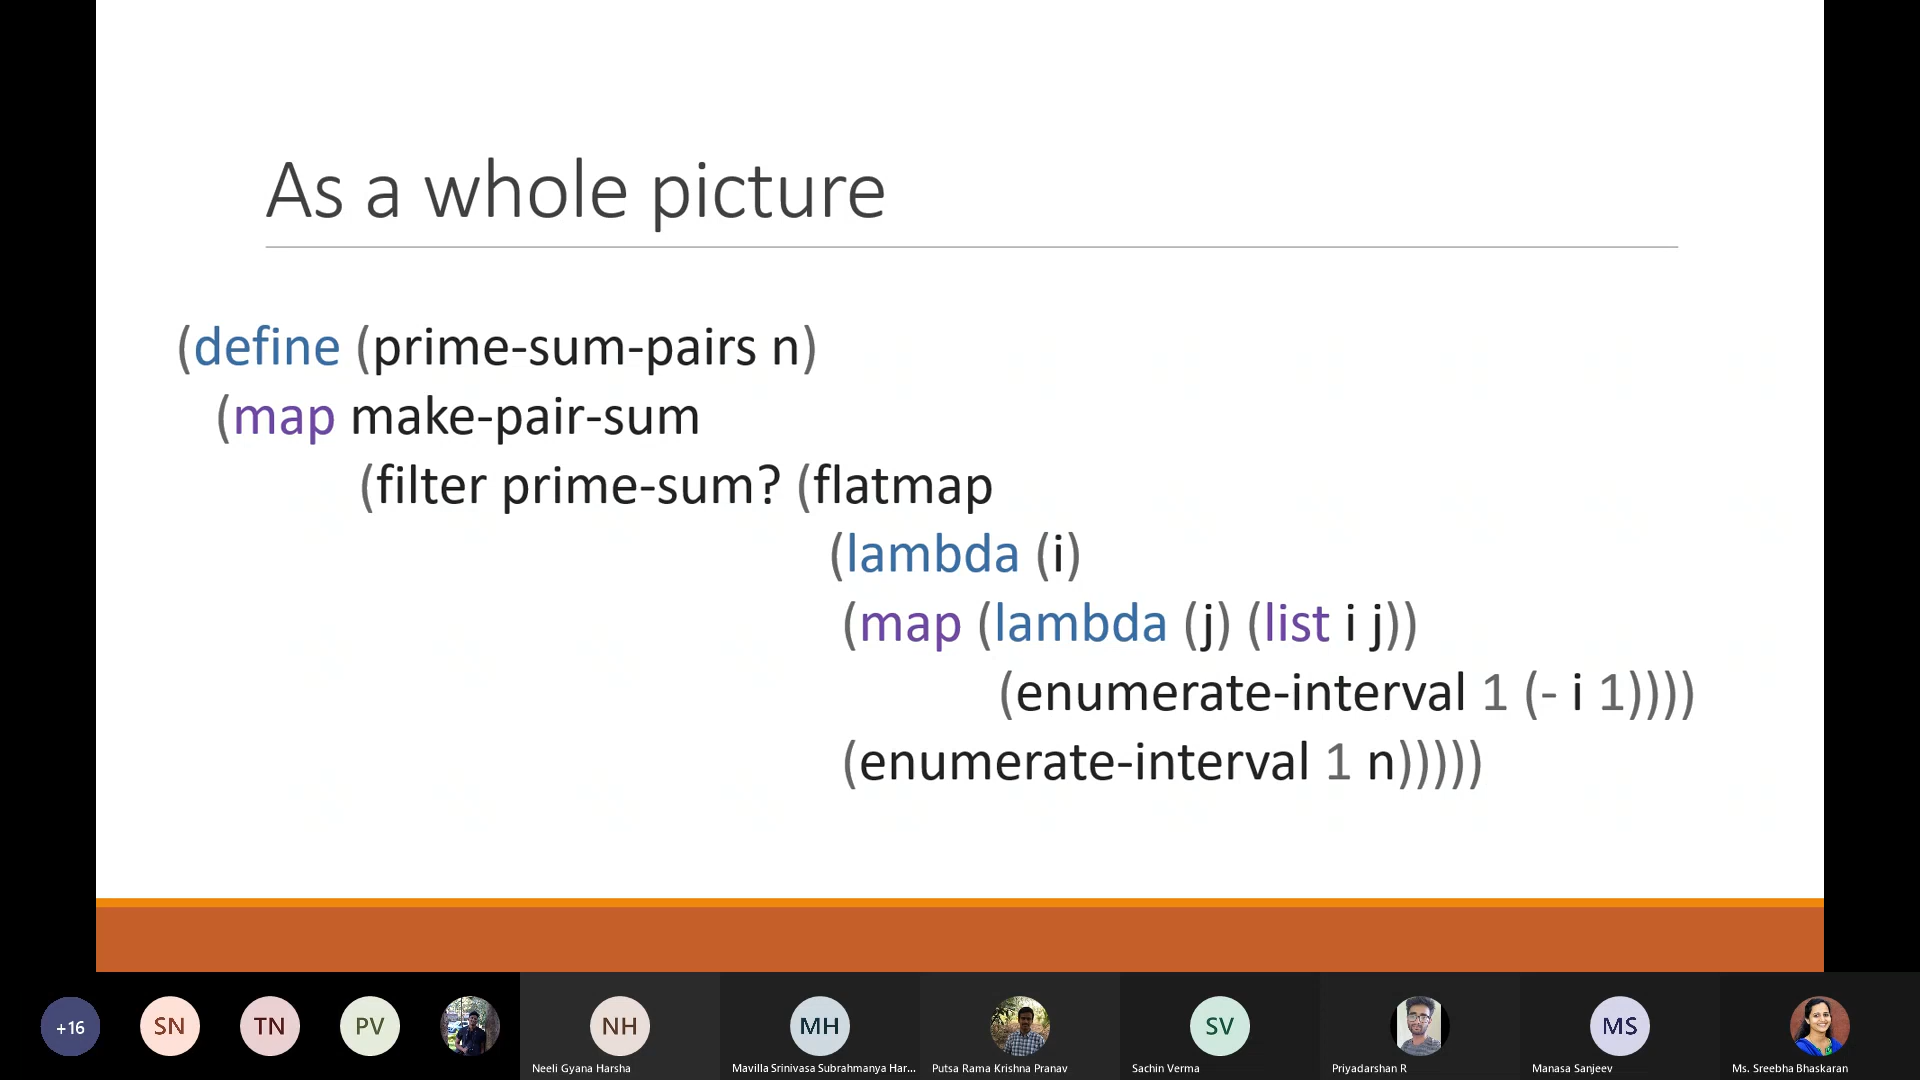 As a whole picture
(define (prime-sum-pairs n)
(map make-pair-sum
(filter prime-sum? (flatmap
(lambda (i)
(map (lambda (j) (list i j))
(enumerate-interval 1 (- i 1))))
(enumerate-interval 1 n)))))
+16
SN
TN
PV
NH
MH
SV
MS
Neeli Gyana Harsha
Mavilla Srinivasa Subrahmanya Har...
Putsa Rama Krishna Pranav
Sachin Verma
Priyadarshan R
Manasa Sanjeev
Ms. Sreebha Bhaskaran